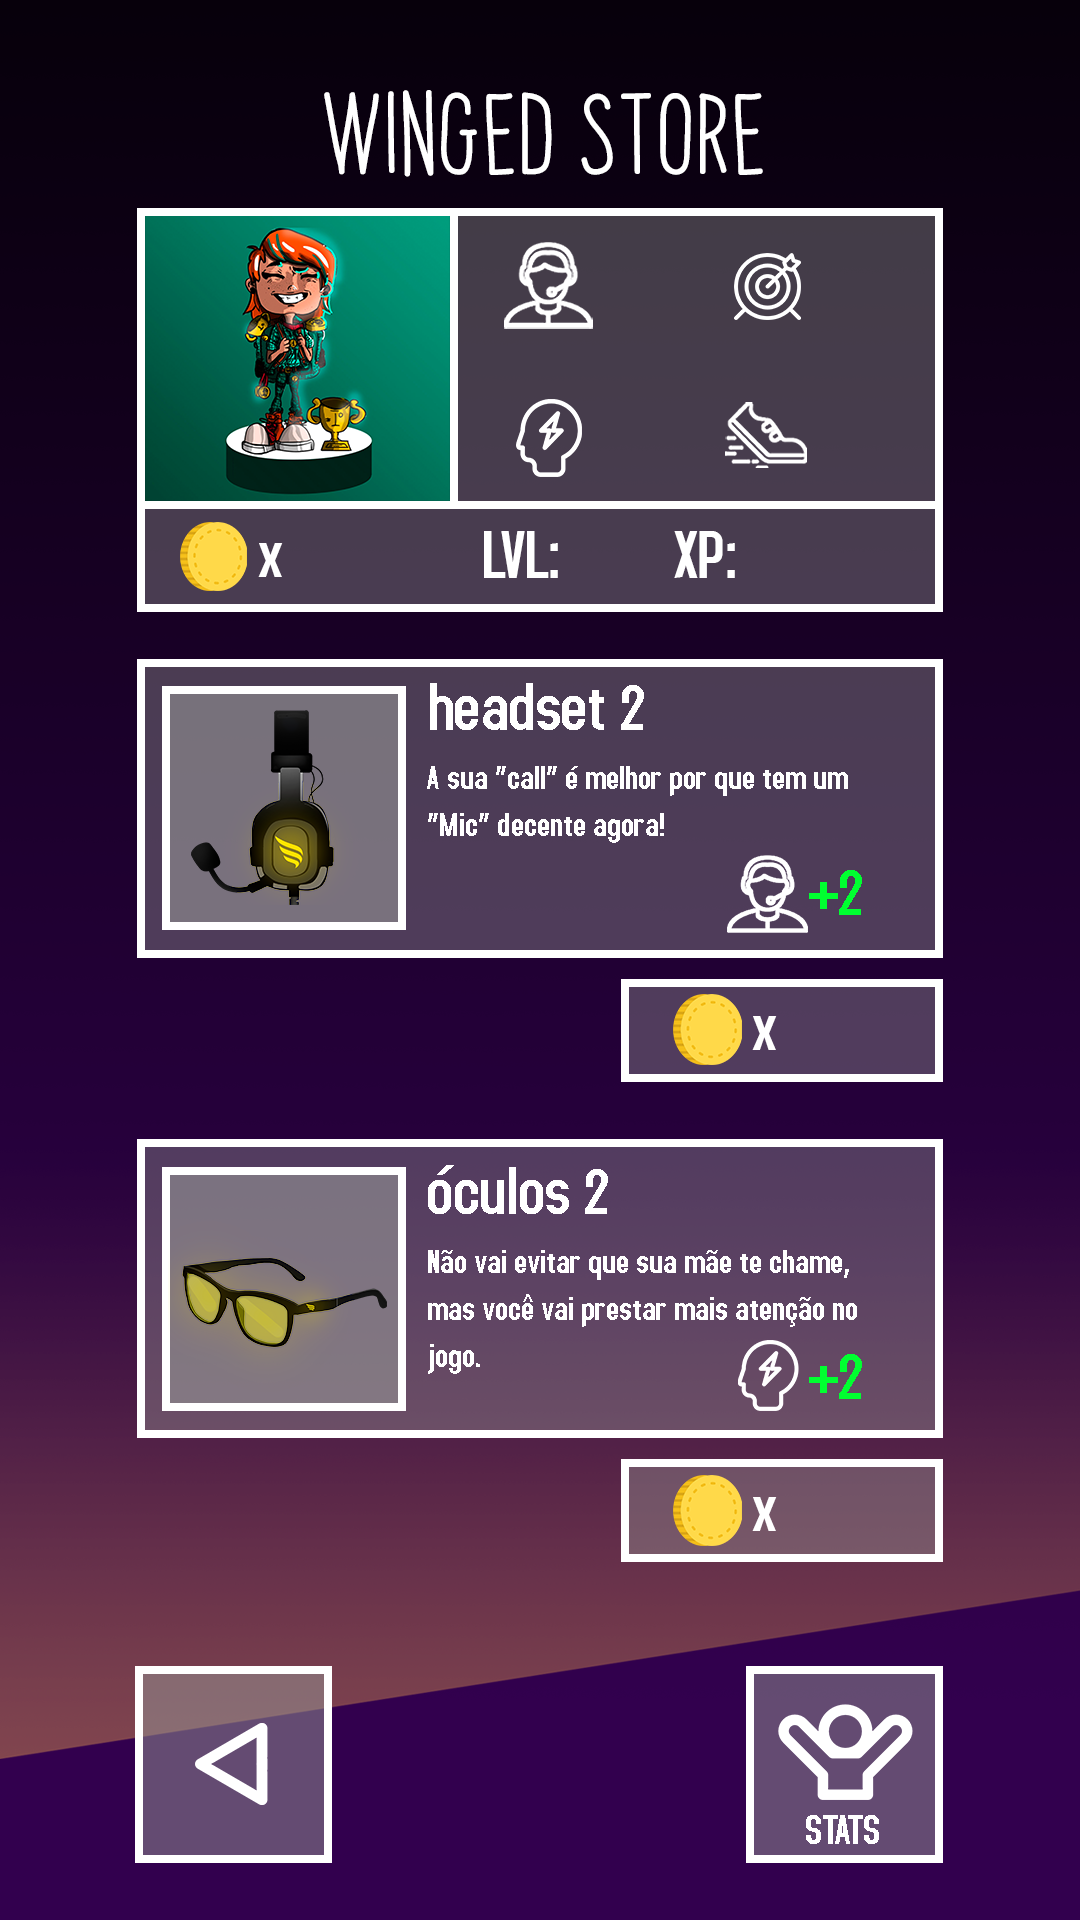 WINGED STORE
x LVL: XP:
headset 2
A sua "call" é melhor por que tem um
"Mic" decente agora!
+2
x
óculos 2
Não vai evitar que sua mãe te chame,
mas você vai prestar mais atenção no
jogo.
+2
x
STATS